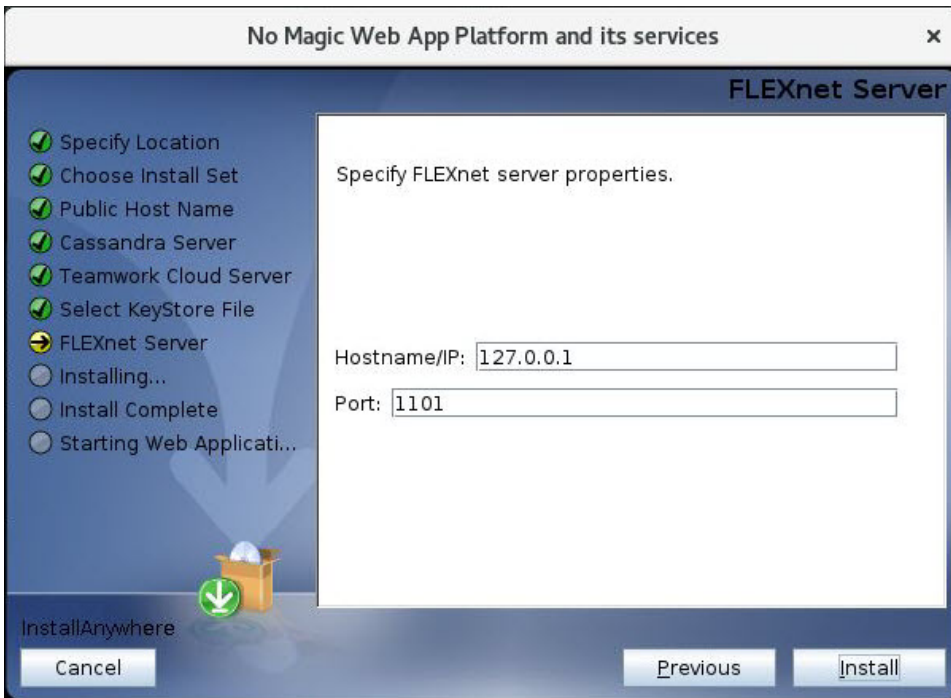 No Magic Web App Platform and its services
×
FLEXnet Server
Specify Location
Choose Install Set
Public Host Name
Cassandra Server
Teamwork Cloud Server
Select KeyStore File
FLEXnet Server
Installing...
Install Complete
Starting Web Applicati...
Specify FLEXnet server properties.
Hostname/IP: 127.0.0.1
Port: 1101
InstallAnywhere
Cancel
Previous
Install